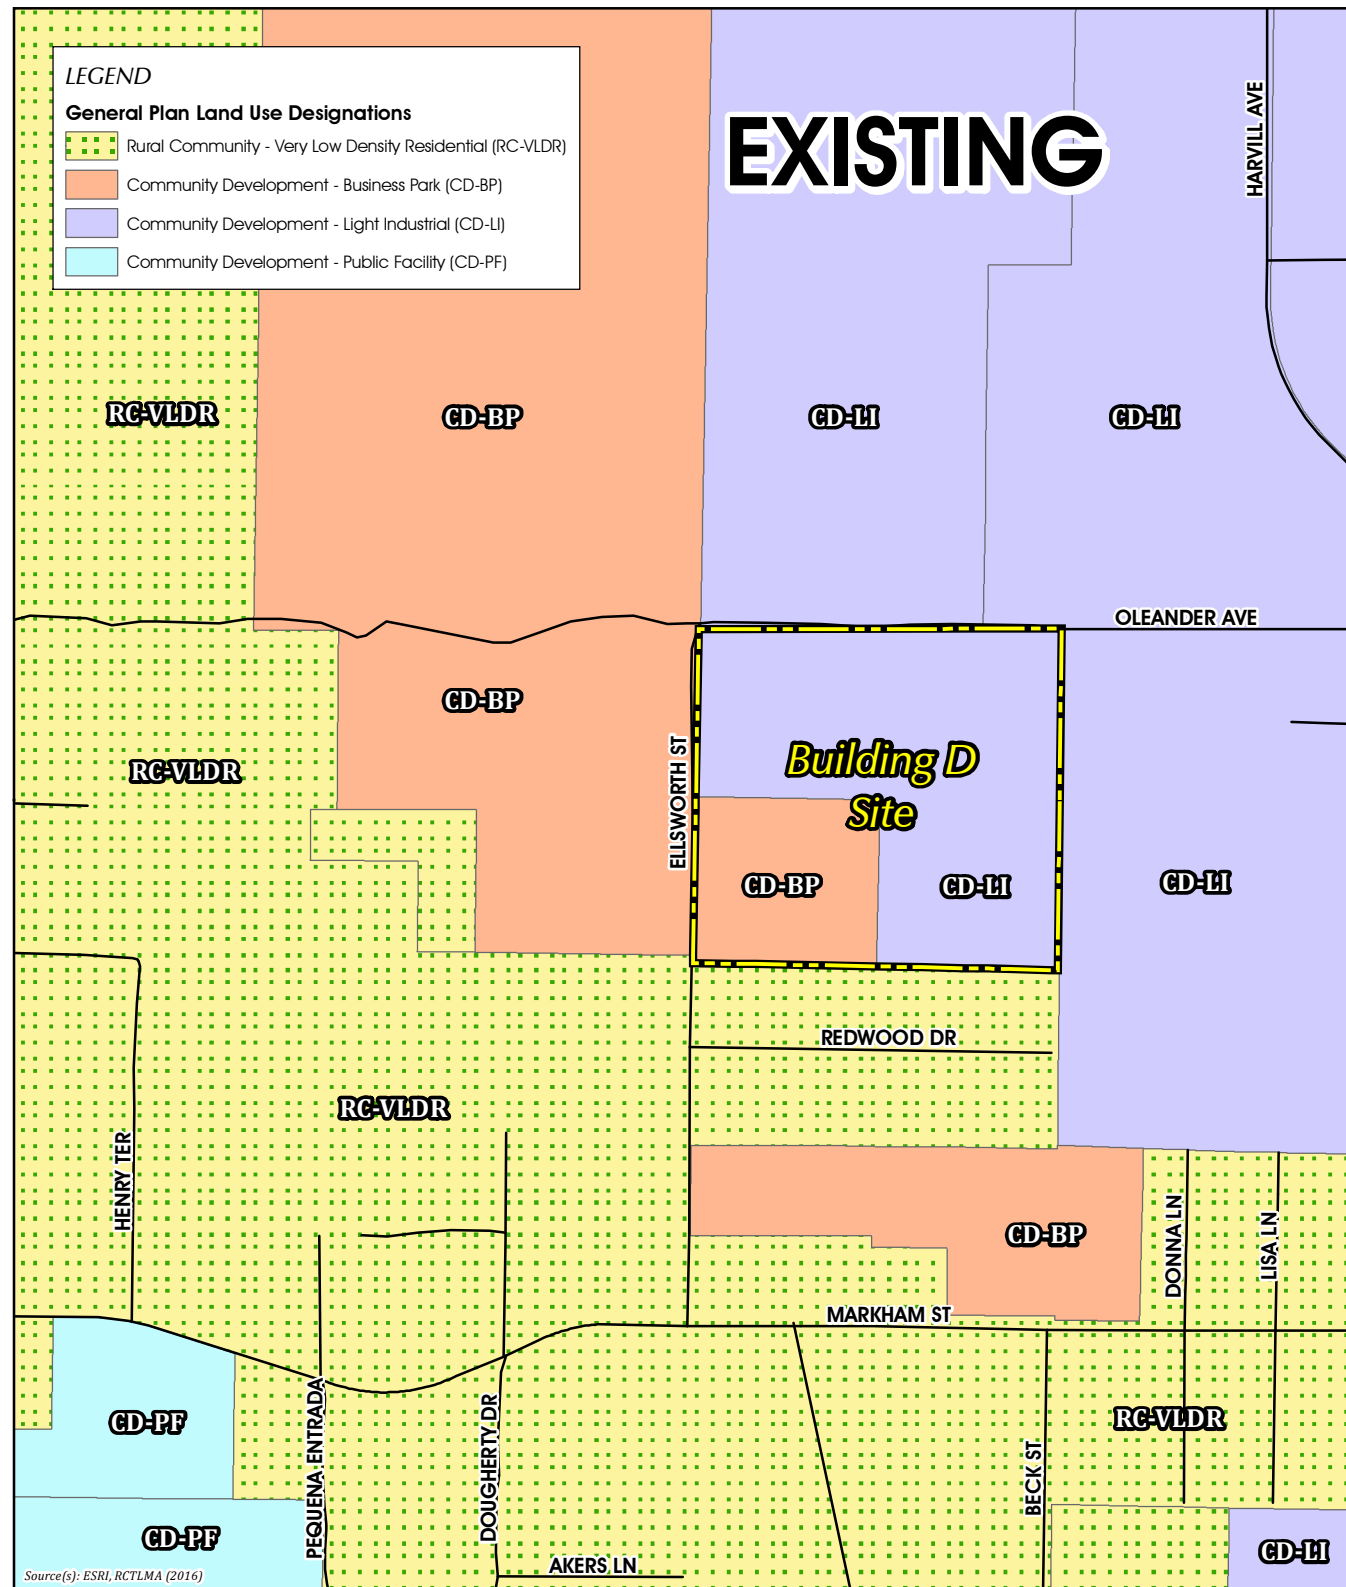 LEGEND
General Plan Land Use Designations
Rural Community - Very Low Density Residential (RC-VLDR)
Community Development - Business Park (CD-BP)
Community Development - Light Industrial (CD-LI)
Community Development - Public Facility (CD-PF)
EXISTING
HARVILL AVE
RC-VLDR
CD-BP
CD-LI
CD-LI
OLEANDER AVE
CD-BP
RC-VLDR
ELLSWORTH ST
Building D
Site
CD-BP
CD-LI
CD-LI
REDWOOD DR
RC-VLDR
HENRY TER
CD-BP
DONNA LN
LISA LN
MARKHAM ST
CD-PF
PEQUENA ENTRADA
DOUGHERTY DR
BECK ST
RC-VLDR
CD-PF
AKERS LN
CD-LI
Source(s): ESRI, RCTLMA (2016)